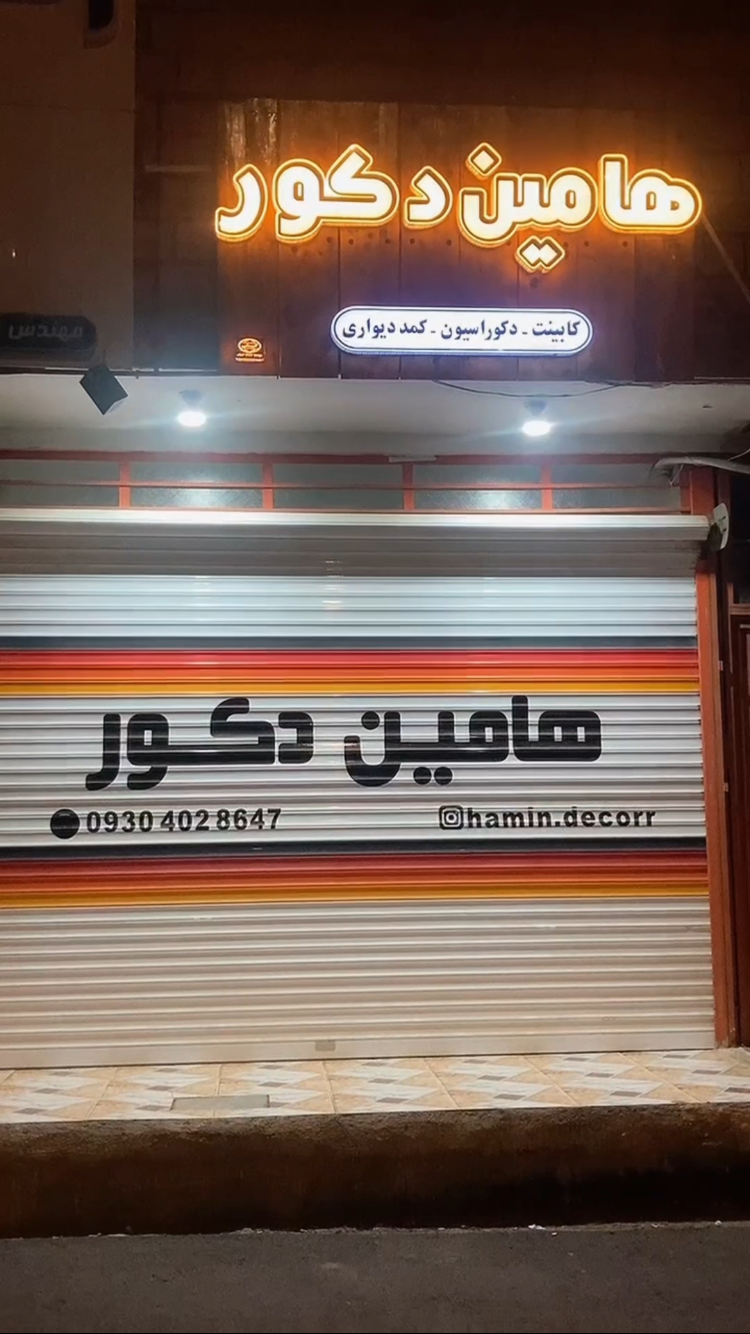 هامین دکور
کابینت - دکوراسیون - کمد دیواری
مهندس
هامین دکور
0930 402 8647
hamin.decorr